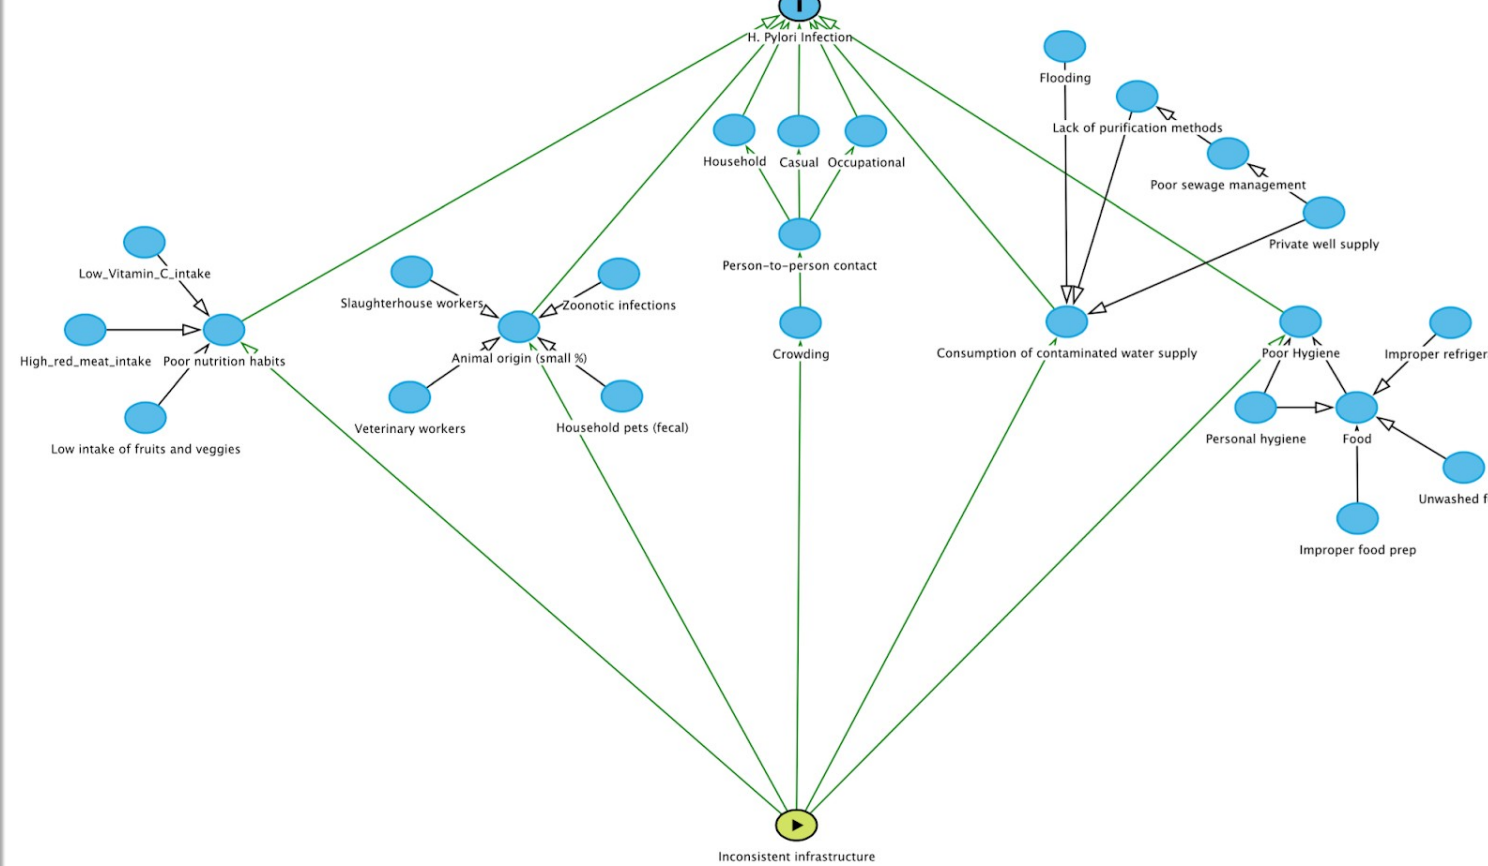 H. Pylori Infection
Flooding
Lack of purification methods
Household
Casual
Occupational
Poor sewage management
Private well supply
Person-to-person contact
Low_Vitamin_C_intake
Slaughterhouse workers
Zoonotic infections
High_red_meat_intake
Poor nutrition habits
Animal origin (small %)
Crowding
Consumption of contaminated water supply
Poor Hygiene
Improper refriger
Veterinary workers
Household pets (fecal)
Personal hygiene
Food
Low intake of fruits and veggies
Unwashed f
Improper food prep
Inconsistent infrastructure